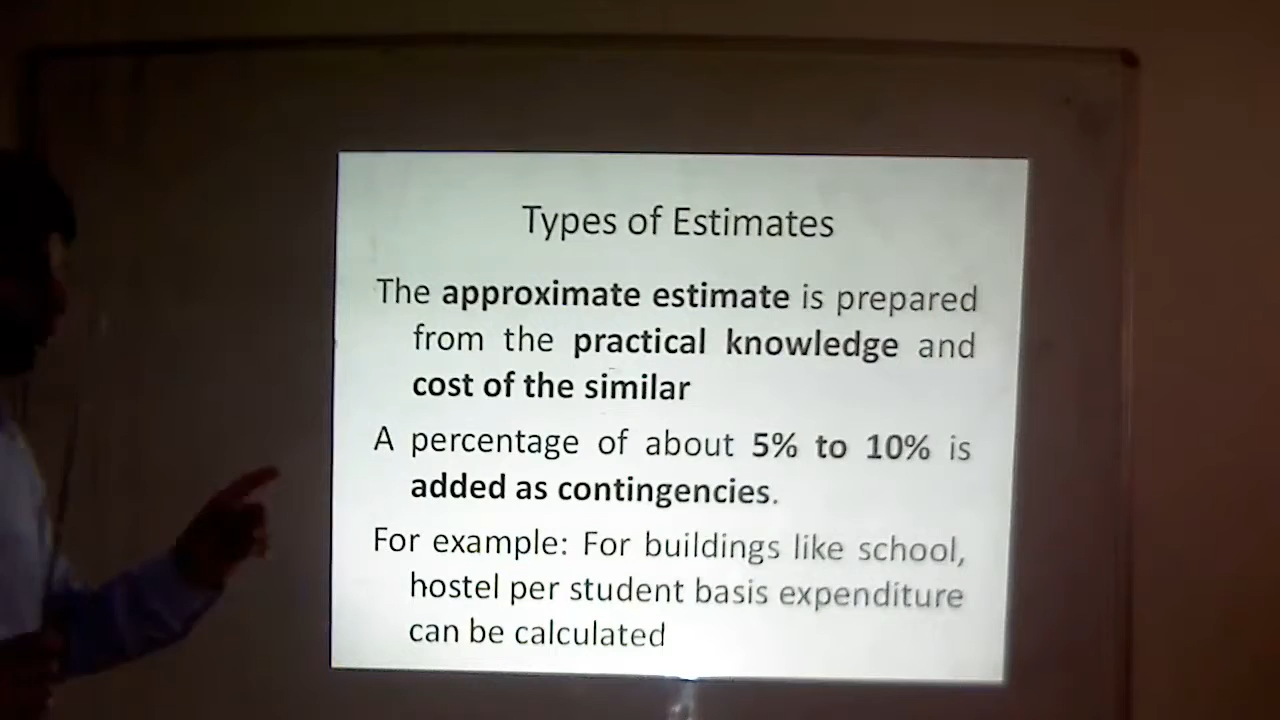 Types of Estimates
The approximate estimate is prepared
from the practical knowledge and
cost of the similar
A percentage of about 5% to 10% is
added as contingencies.
For example: For buildings like school,
hostel per student basis expenditure
can be calculated